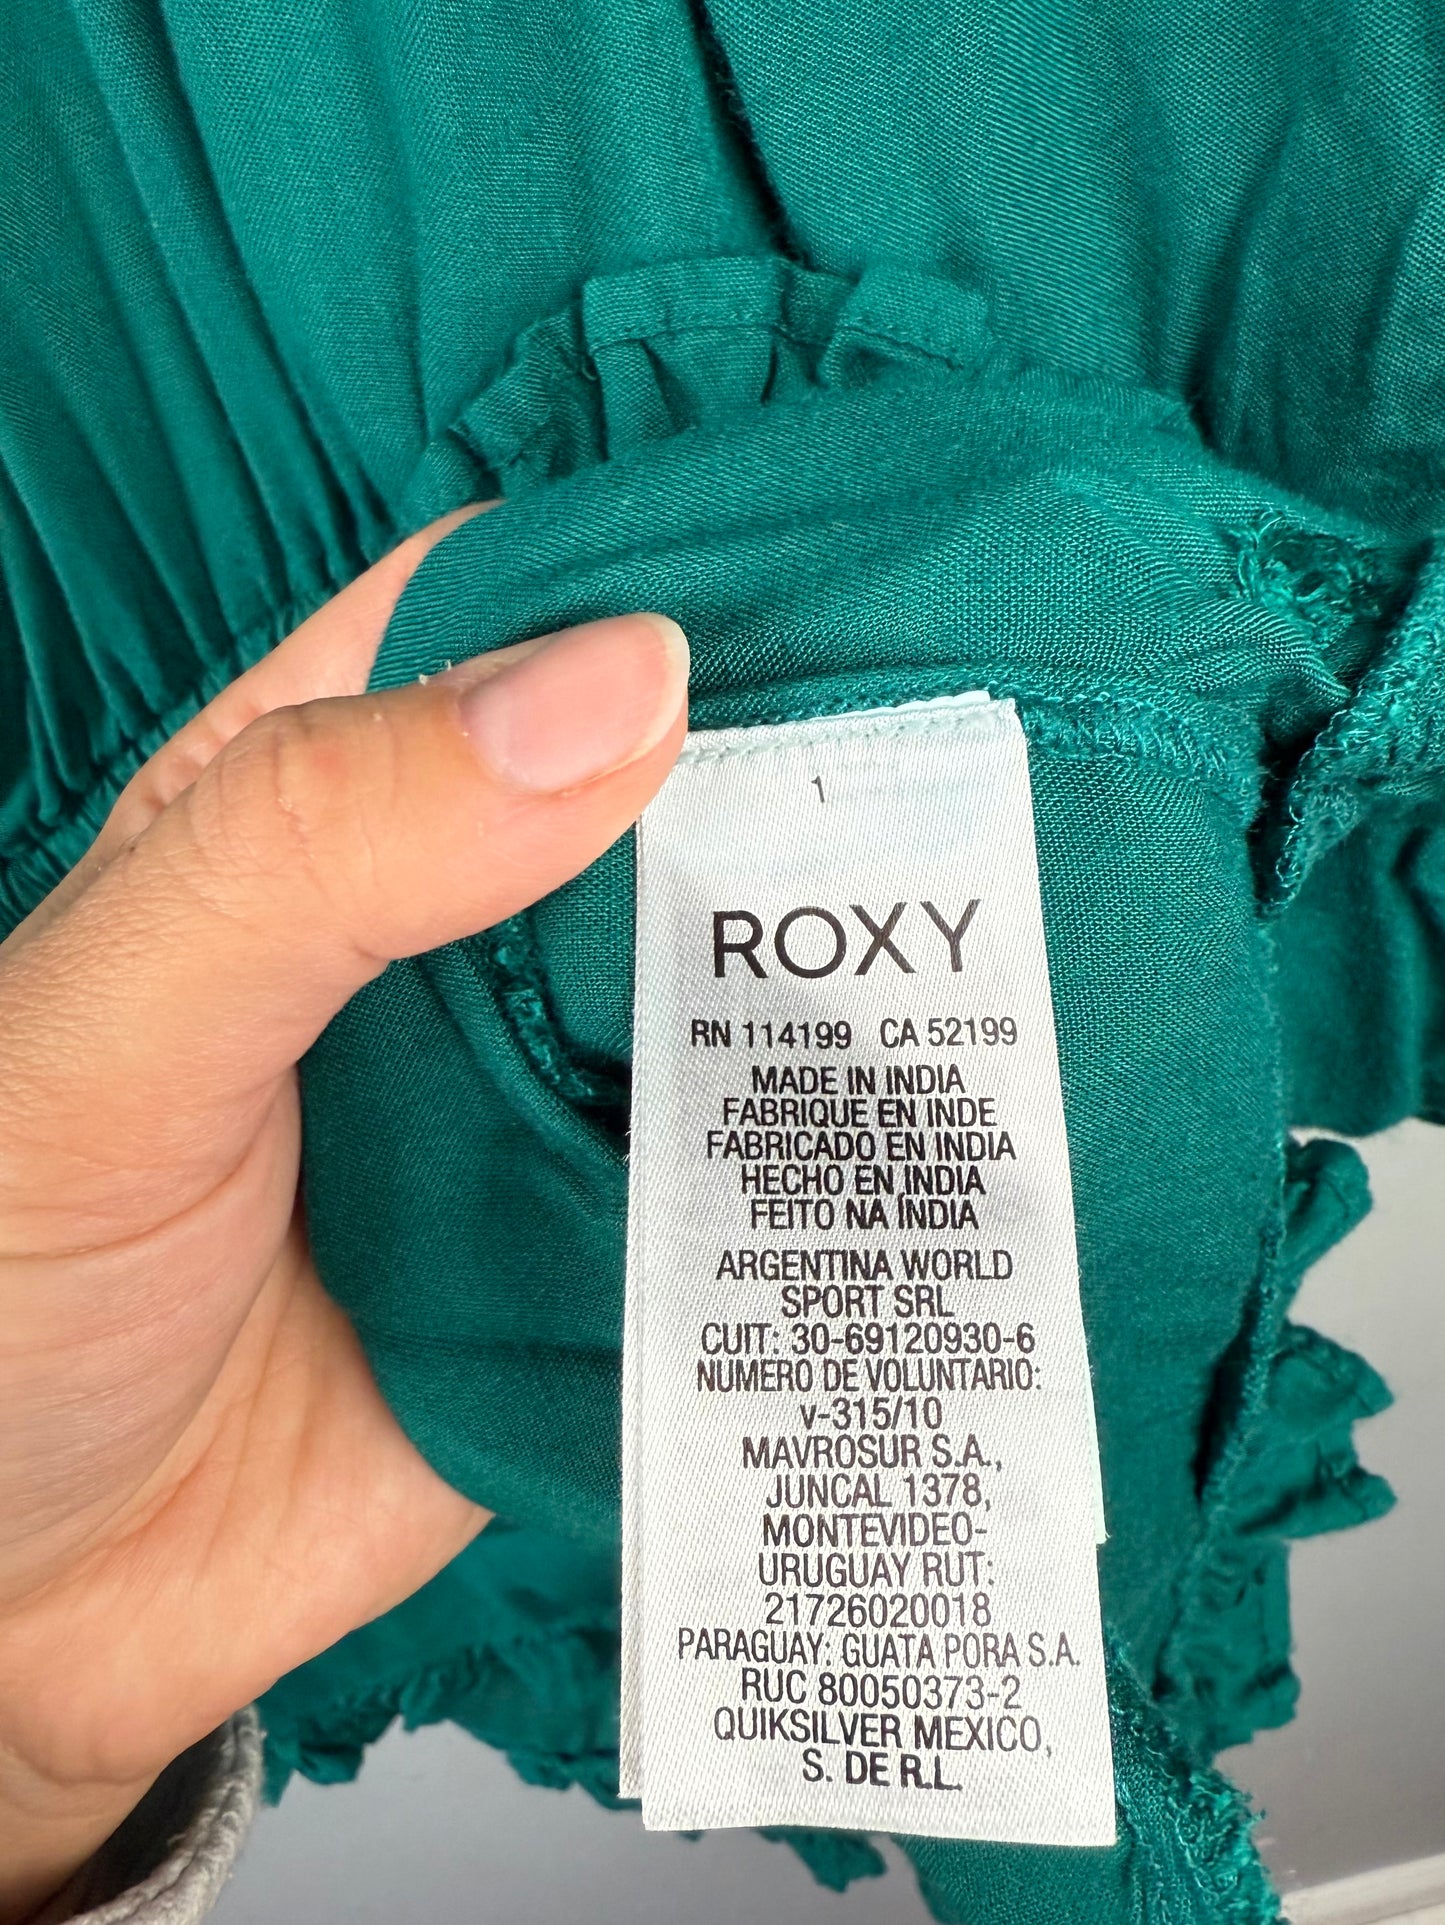 1
ROXY
RN 114199 CA 52199
MADE IN INDIA
FABRIQUE EN INDE
FABRICADO EN INDIA
HECHO EN INDIA
FEITO NA ÍNDIA
ARGENTINA WORLD
SPORT SRL
CUIT: 30-69120930-6
NUMERO DE VOLUNTARIO:
v-315/10
MAVROSUR S.A.,
JUNCAL 1378,
MONTEVIDEO-
URUGUAY RUT:
21726020018
PARAGUAY: GUATA PORA S.A.
RUC 80050373-2
QUIKSILVER MEXICO,
S. DE R.L.